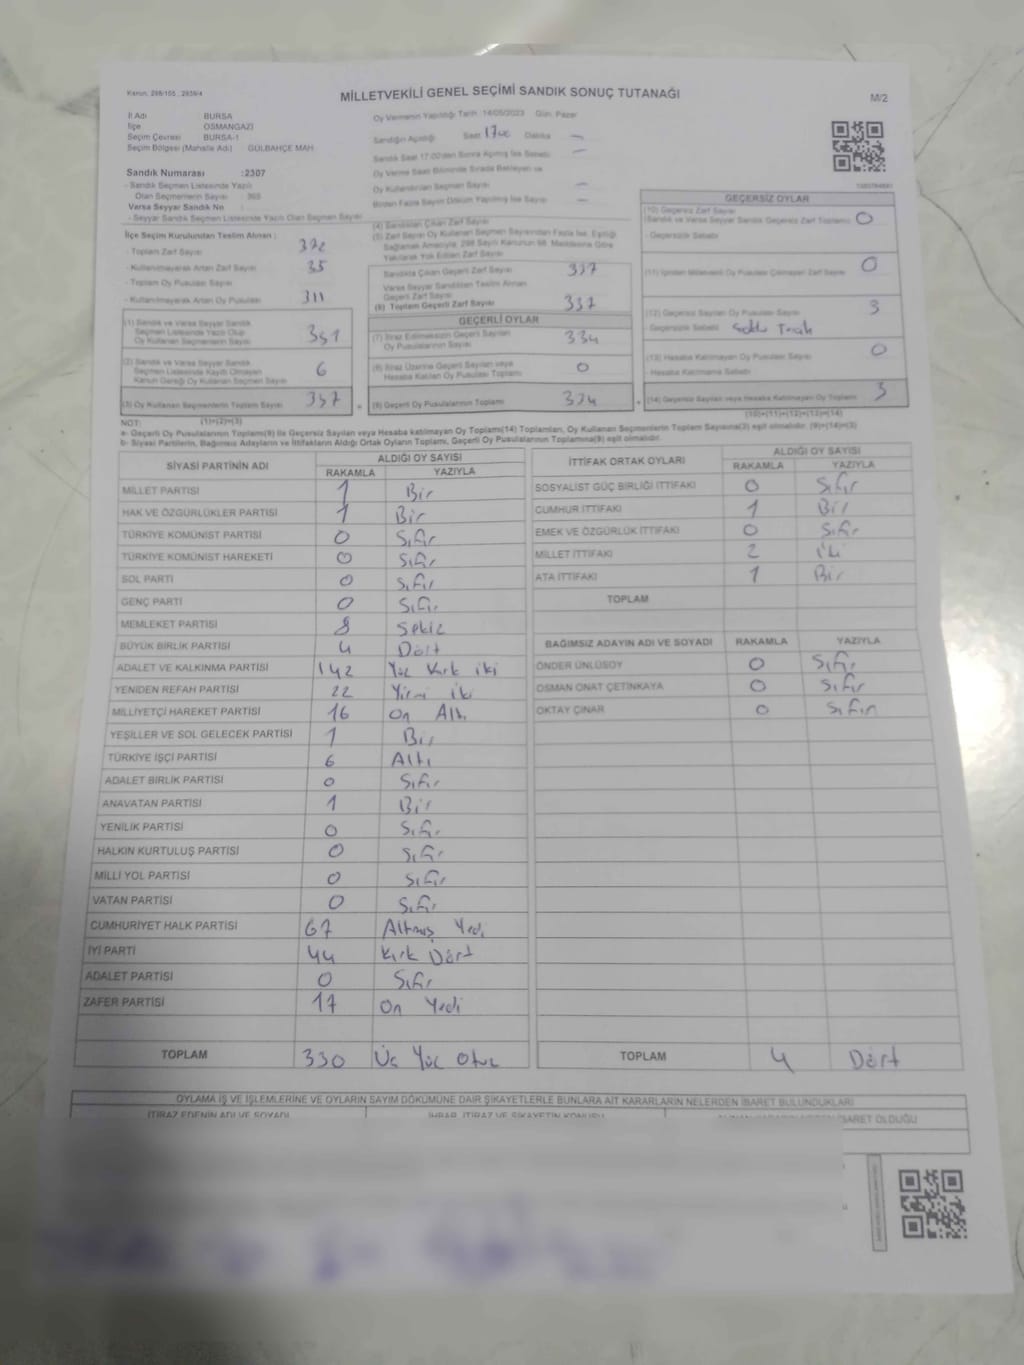 Kanun: 298/105 , 2839/4
MİLLETVEKİLİ GENEL SEÇİMİ SANDIK SONUÇ TUTANAĞI
M/2
İl Adı BURSA
İlçe OSMANGAZİ
Seçim Çevresi BURSA-1
Seçim Bölgesi (Mahalle Adı) GÜLBAHÇE MAH
Sandık Numarası :2307
- Sandık Seçmen Listesinde Yazılı
Olan Seçmenlerin Sayısı
Varsa Seyyar Sandık No
- Seyyar Sandık Seçmen Listesinde Yazılı Olan Seçmen Sayısı
Oy Vermenin Yapıldığı Tarih :14/05/2023 Gün: Pazar
Sandığın Açıldığı Saat 17 Dakika —
Sandık Saat 17:00'den Sonra Açılmış İse Sebebi —
Oy Verme Saati Bitiminde Sırada Bekleyen ve
Oy Kullandırılan Seçmen Sayısı —
Birden Fazla Sayım Döküm Yapılmış İse Sayısı —
İlçe Seçim Kurulundan Teslim Alınan :
- Toplam Zarf Sayısı
- Kullanılmayarak Artan Zarf Sayısı 35
- Toplam Oy Pusulası
- Kullanılmayarak Artan Oy Pusulası 311
(1) Sandık ve Varsa Seyyar Sandık
Seçmen Listesinde Yazılı Olup
Oy Kullanan Seçmen Sayısı
(2) Sandık ve Varsa Seyyar Sandık
Seçmen Listesinde Kayıtlı Olmayan
Kanun Gereği Oy Kullanan Seçmen Sayısı 6
(3) Oy Kullanan Seçmenlerin Toplam Sayısı
(1)+(2)=(3)
(4) Sandıktan Çıkan Zarf Sayısı
(5) Zarf Sayısı Oy Kullanan Seçmen Sayısından Fazla İse, Eşitliği
Sağlamak Amacıyla, 298 Sayılı Kanunun 98. Maddesine Göre
Yakılarak Yok Edilen Zarf Sayısı
Sandıkta Çıkan Geçerli Zarf Sayısı 337
Varsa Seyyar Sandıktan Teslim Alınan
Geçerli Zarf Sayısı
(6) Toplam Geçerli Zarf Sayısı 337
GEÇERLİ OYLAR
(7) İtiraz Edilmeksizin Geçerli Sayılan
Oy Pusulalarının Sayısı 334
(8) İtiraz Üzerine Geçerli Sayılan veya
Hesaba Katılan Oy Pusulası Toplamı 0
(9) Geçerli Oy Pusulalarının Toplamı 334
GEÇERSİZ OYLAR
(10) Geçersiz Zarf Sayısı
(Sandık ve Varsa Seyyar Sandık Geçersiz Zarf Toplamı) 0
- Geçersizlik Sebebi
(11) İçinden Milletvekili Oy Pusulası Çıkmayan Zarf Sayısı 0
(12) Geçersiz Sayılan Oy Pusulası Sayısı 3
- Geçersizlik Sebebi
(13) Hesaba Katılmayan Oy Pusulası Sayısı 0
- Hesaba Katılmama Sebebi
(14) Geçersiz Sayılan veya Hesaba Katılmayan Oy Toplamı 3
(10)+(11)+(12)+(13)=(14)
NOT:
a- Geçerli Oy Pusulalarının Toplamı(9) ile Geçersiz Sayılan veya Hesaba Katılmayan Oy Toplamı(14) Toplamları, Oy Kullanan Seçmenlerin Toplam Sayısına(3) eşit olmalıdır. (9)+(14)=(3)
b- Siyasi Partilerin, Bağımsız Adayların ve İttifakların Aldığı Ortak Oyların Toplamı, Geçerli Oy Pusulalarının Toplamına(9) eşit olmalıdır.
SİYASİ PARTİNİN ADI ALDIĞI OY SAYISI
RAKAMLA YAZIYLA
MİLLET PARTİSİ 1 Bir
HAK VE ÖZGÜRLÜKLER PARTİSİ 1 Bir
TÜRKİYE KOMÜNİST PARTİSİ 0 Sıfır
TÜRKİYE KOMÜNİST HAREKETİ 0 Sıfır
SOL PARTİ 0 Sıfır
GENÇ PARTİ 0 Sıfır
MEMLEKET PARTİSİ 8 Sekiz
BÜYÜK BİRLİK PARTİSİ 4 Dört
ADALET VE KALKINMA PARTİSİ 142 Yüz Kırk iki
YENİDEN REFAH PARTİSİ 22 Yirmi iki
MİLLİYETÇİ HAREKET PARTİSİ 16 On Altı
YEŞİLLER VE SOL GELECEK PARTİSİ 1 Bir
TÜRKİYE İŞÇİ PARTİSİ 6 Altı
ADALET BİRLİK PARTİSİ 0 Sıfır
ANAVATAN PARTİSİ 1 Bir
YENİLİK PARTİSİ 0 Sıfır
HALKIN KURTULUŞ PARTİSİ 0 Sıfır
MİLLİ YOL PARTİSİ 0 Sıfır
VATAN PARTİSİ 0 Sıfır
CUMHURİYET HALK PARTİSİ 67 Altmış Yedi
İYİ PARTİ 44 Kırk Dört
ADALET PARTİSİ 0 Sıfır
ZAFER PARTİSİ 17 On Yedi
TOPLAM 330 Üç Yüz Otuz
İTTİFAK ORTAK OYLARI ALDIĞI OY SAYISI
RAKAMLA YAZIYLA
SOSYALİST GÜÇ BİRLİĞİ İTTİFAKI 0 Sıfır
CUMHUR İTTİFAKI 1 Bir
EMEK VE ÖZGÜRLÜK İTTİFAKI 0 Sıfır
MİLLET İTTİFAKI 2 İki
ATA İTTİFAKI 1 Bir
TOPLAM
BAĞIMSIZ ADAYIN ADI VE SOYADI RAKAMLA YAZIYLA
ÖNDER ÜNLÜSOY 0 Sıfır
OSMAN ONAT ÇETİNKAYA 0 Sıfır
OKTAY ÇINAR 0 Sıfır
TOPLAM 4 Dört
OYLAMA İŞ VE İŞLEMLERİNE VE OYLARIN SAYIM DÖKÜMÜNE DAİR ŞİKAYETLERLE BUNLARA AİT KARARLARIN NELERDEN İBARET BULUNDUKLARI
İTİRAZ EDENİN ADI VE SOYADI İHBAR, İTİRAZ VE ŞİKAYETİN KONUSU İBARET OLDUĞU